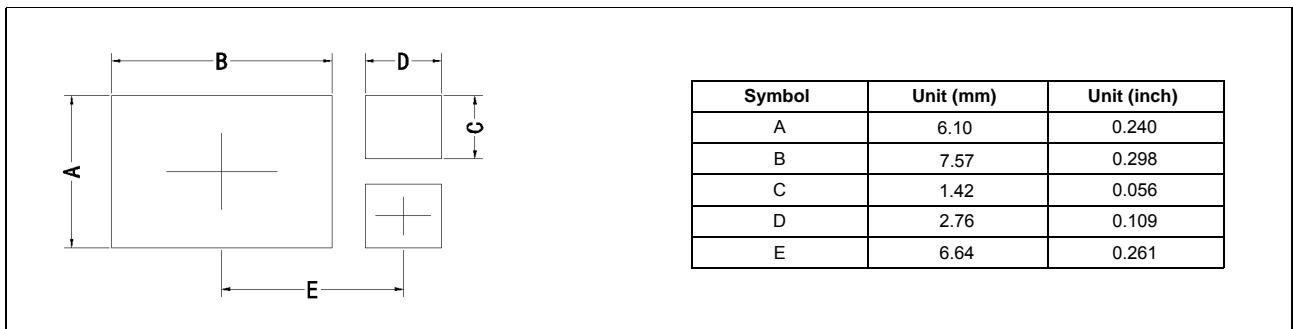 B
D
A
C
E
Symbol Unit (mm) Unit (inch)
A 6.10 0.240
B 7.57 0.298
C 1.42 0.056
D 2.76 0.109
E 6.64 0.261